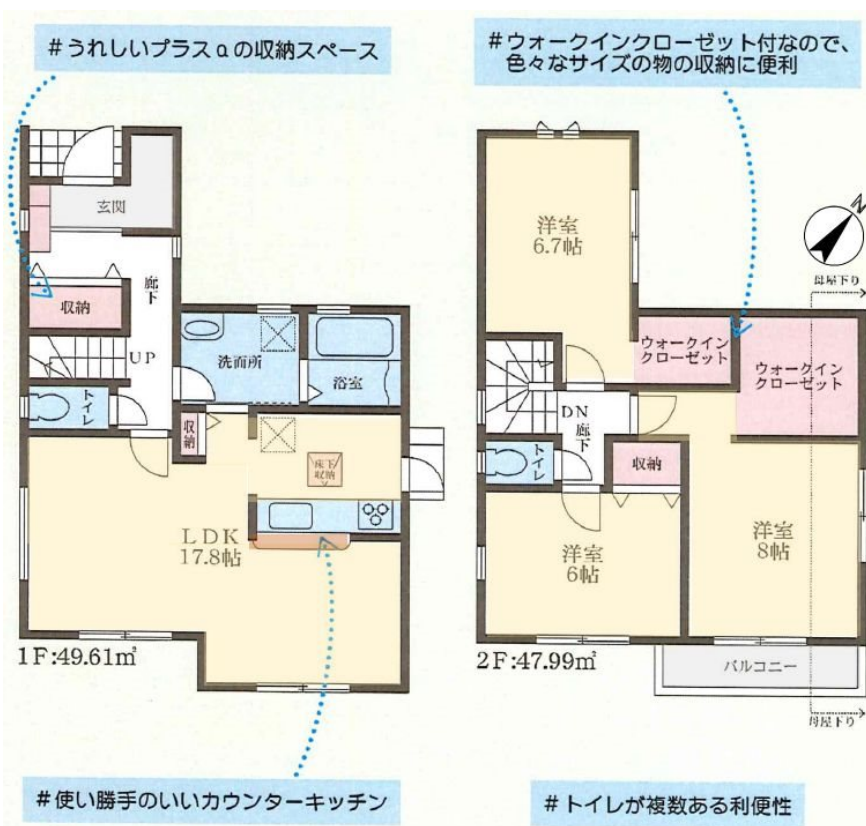 #うれしいプラスαの収納スペース
#ウォークインクローゼット付なので、
色々なサイズの物の収納に便利
玄関
廊下
収納
UP
トイレ
洗面所
浴室
収納
床下
収納
LDK
17.8帖
1F:49.61㎡
洋室
6.7帖
N
母屋下り
ウォークイン
クローゼット
ウォークイン
クローゼット
DN
廊下
トイレ
収納
洋室
6帖
洋室
8帖
2F:47.99㎡
バルコニー
母屋下り
#使い勝手のいいカウンターキッチン
#トイレが複数ある利便性